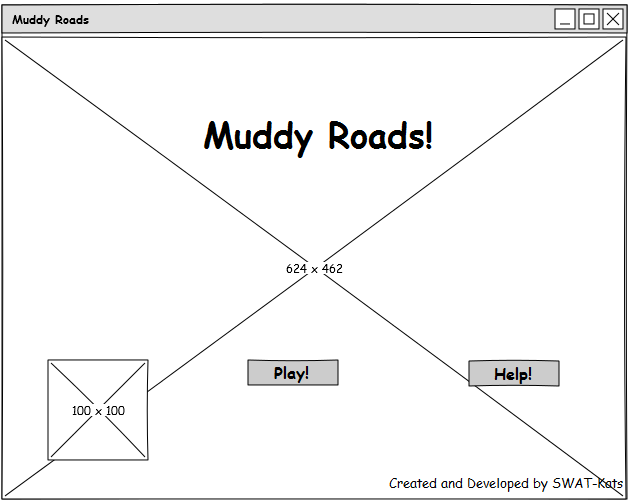 Muddy Roads
Muddy Roads!
624 x 462
Play!
Help!
100 x 100
Created and Developed by SWAT-Kats